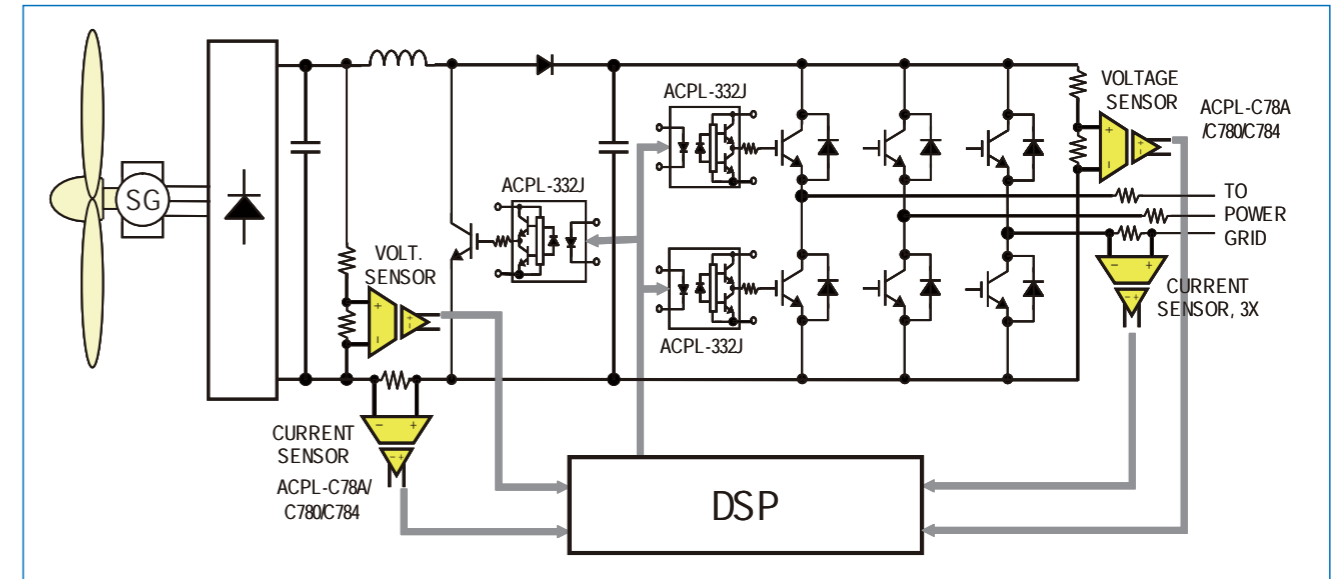 SG
VOLT.
SENSOR
CURRENT
SENSOR
ACPL-C78A/
C780/C784
ACPL-332J
ACPL-332J
ACPL-332J
VOLTAGE
SENSOR
ACPL-C78A
/C780/C784
TO
POWER
GRID
CURRENT
SENSOR, 3X
DSP